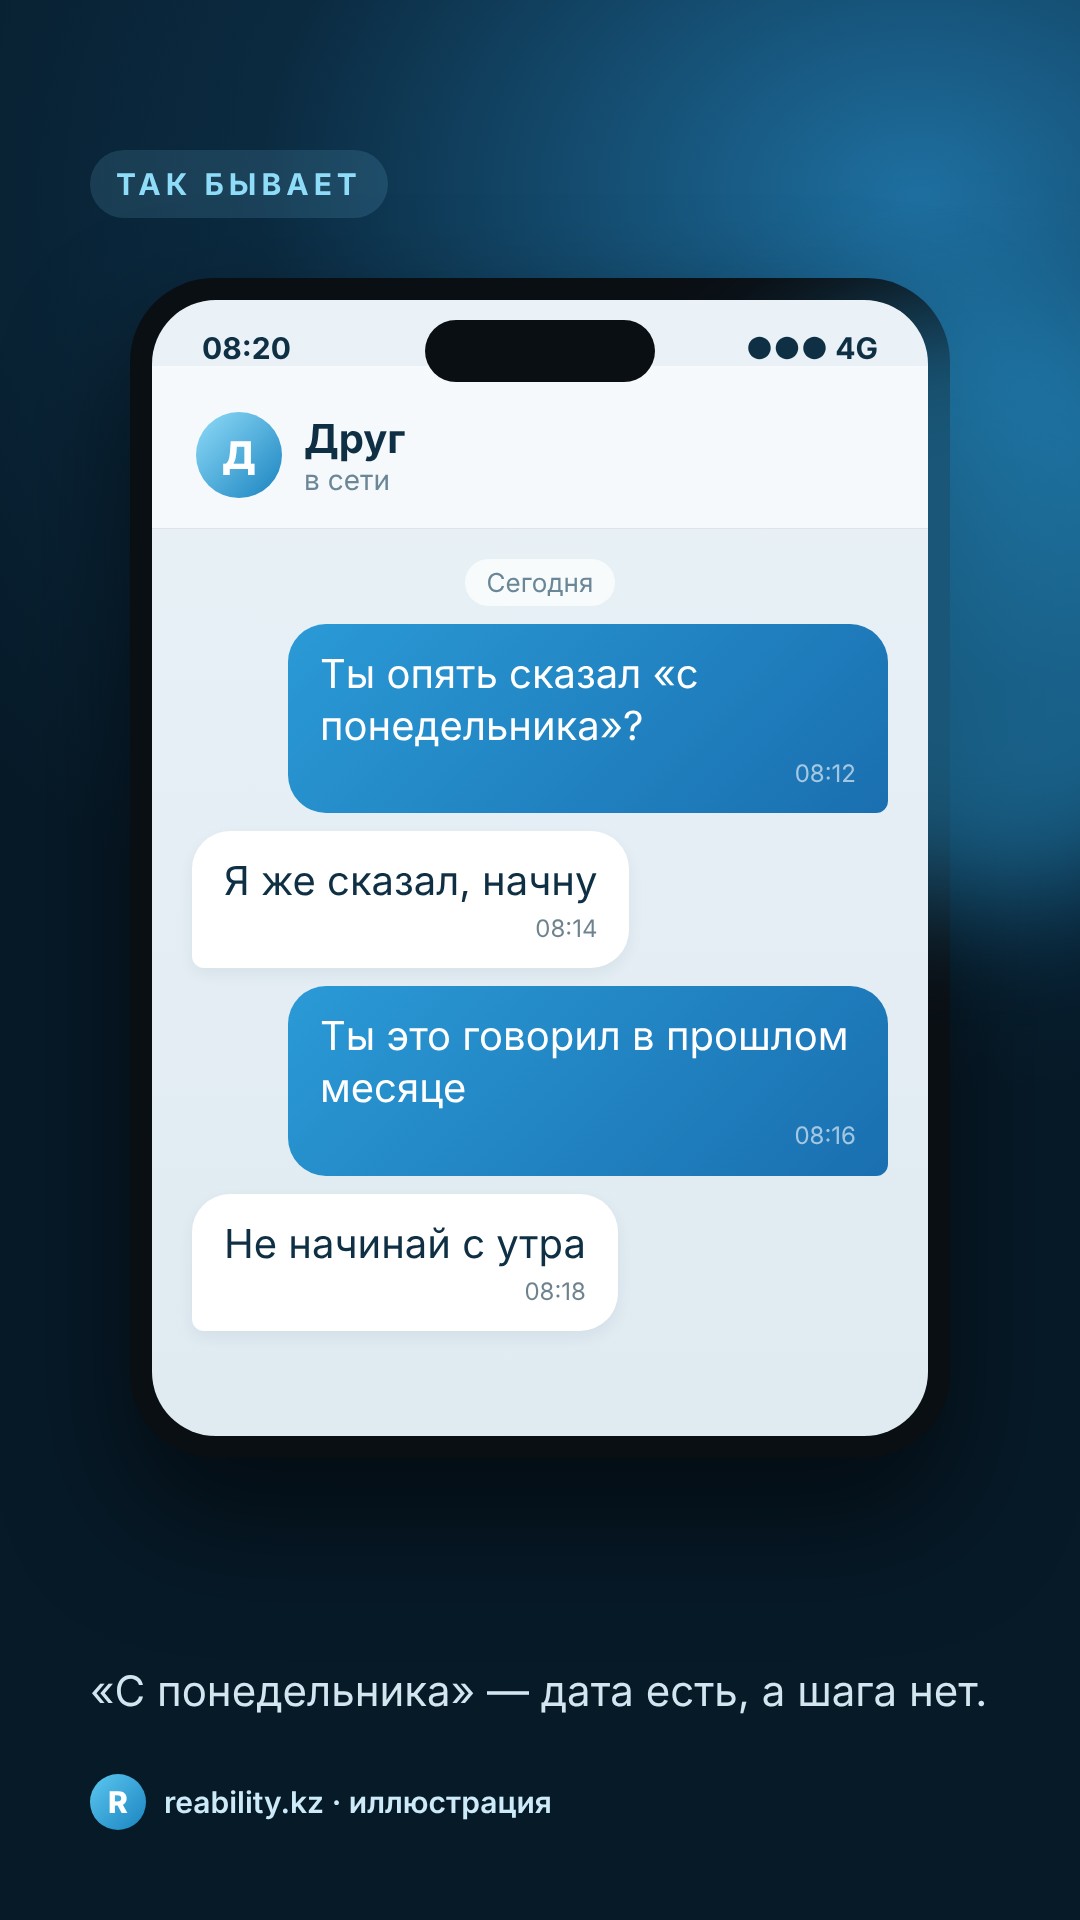 ТАК БЫВАЕТ
08:20
4G
Д
Друг
в сети
Сегодня
Ты опять сказал «с
понедельника»?
08:12
Я же сказал, начну
08:14
Ты это говорил в прошлом
месяце
08:16
Не начинай с утра
08:18
«С понедельника» — дата есть, а шага нет.
R
reability.kz · иллюстрация